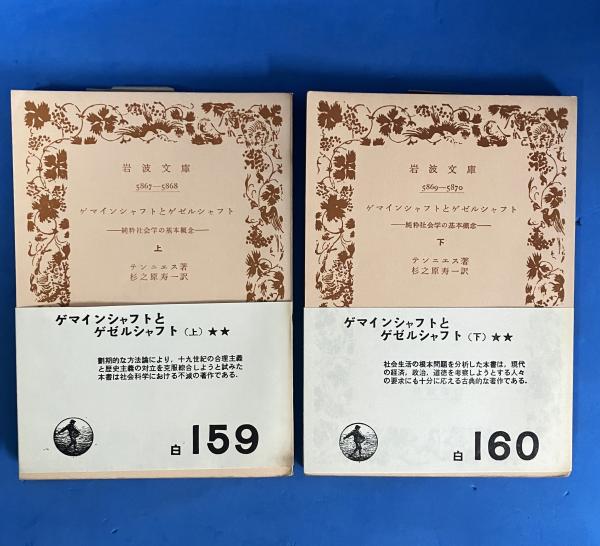 岩波文庫
5867—5868
ゲマインシャフトとゲゼルシャフト
——純粋社会学の基本概念——
上
テンニエス著
杉之原寿一訳
ゲマインシャフトと
ゲゼルシャフト(上)★★
劃期的な方法論により,十九世紀の合理主義
と歴史主義の対立を克服綜合しようと試みた
本書は社会科学における不滅の著作である.
白 159
岩波文庫
5869—5870
ゲマインシャフトとゲゼルシャフト
——純粋社会学の基本概念——
下
テンニエス著
杉之原寿一訳
ゲマインシャフトと
ゲゼルシャフト(下)★★
社会生活の根本問題を分析した本書は,現代
の経済,政治,道徳を考察しようとする人々
の要求にも十分に応える古典的な著作である.
白 160